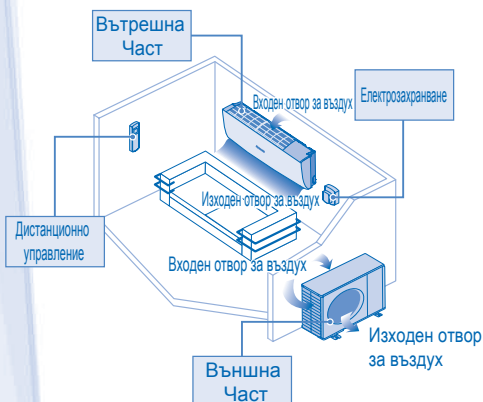 Вътрешна
Част
Входен отвор за въздух
Електрозахранване
Изходен отвор за въздух
Дистанционно
управление
Входен отвор за въздух
Изходен отвор
за въздух
Външна
Част